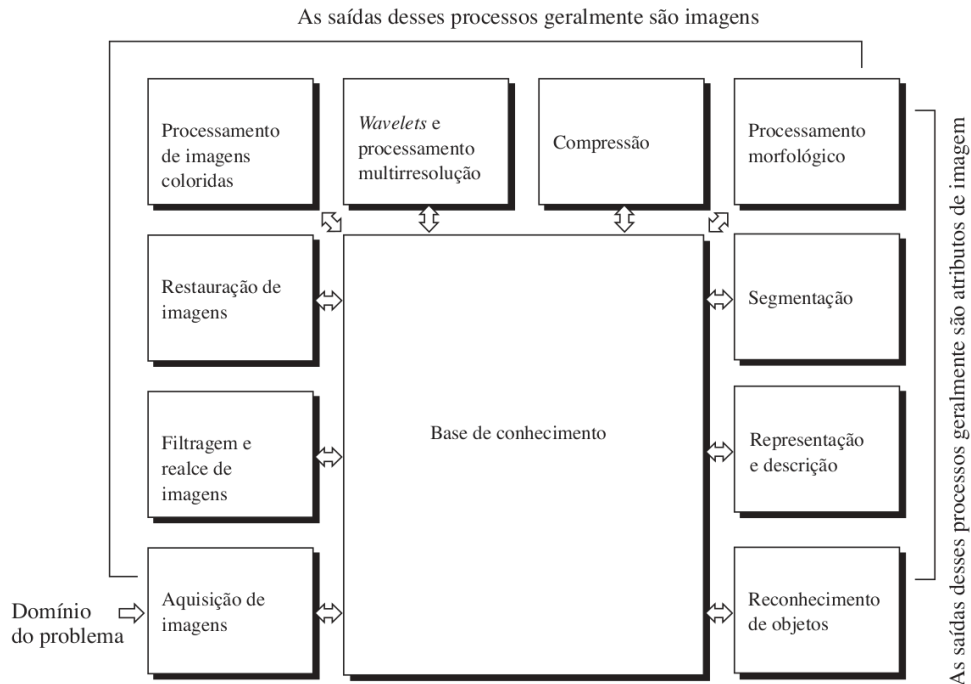 As saídas desses processos geralmente são imagens
Processamento
de imagens
coloridas
Wavelets e
processamento
multirresolução
Compressão
Processamento
morfológico
Restauração de
imagens
Segmentação
Filtragem e
realce de
imagens
Base de conhecimento
Representação
e descrição
Domínio
do problema
Aquisição de
imagens
Reconhecimento
de objetos
As saídas desses processos geralmente são atributos de imagem